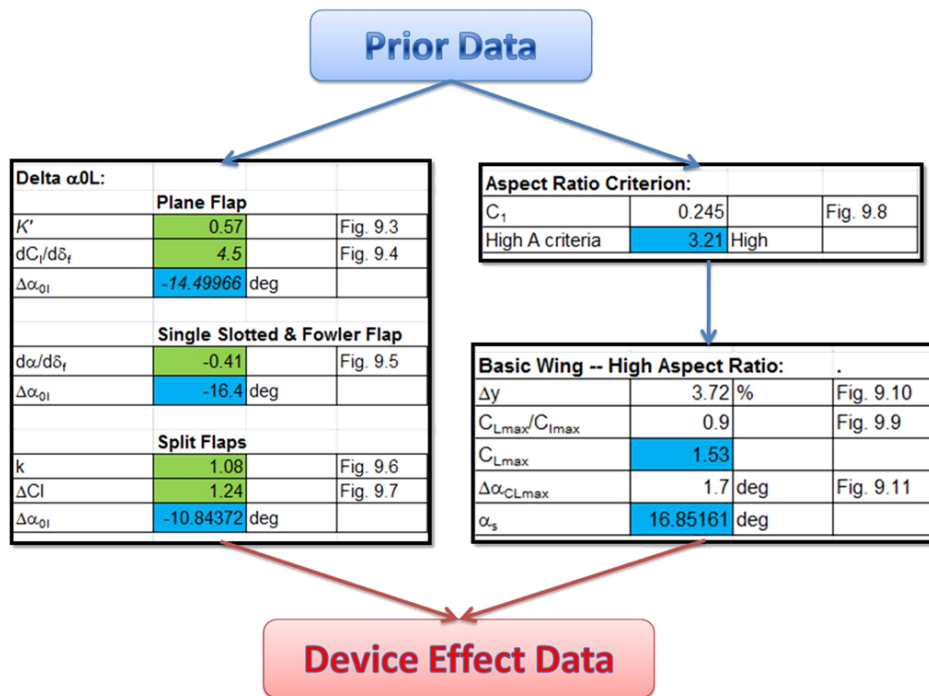 Prior Data
Delta α0L:
Plane Flap
K' 0.57 Fig. 9.3
dCl/dδf 4.5 Fig. 9.4
Δα0l -14.49966 deg
Single Slotted & Fowler Flap
dα/dδf -0.41 Fig. 9.5
Δα0l -16.4 deg
Split Flaps
k 1.08 Fig. 9.6
ΔCl 1.24 Fig. 9.7
Δα0l -10.84372 deg
Aspect Ratio Criterion:
C1 0.245 Fig. 9.8
High A criteria 3.21 High
Basic Wing -- High Aspect Ratio: .
Δy 3.72 % Fig. 9.10
CLmax/Clmax 0.9 Fig. 9.9
CLmax 1.53
ΔαCLmax 1.7 deg Fig. 9.11
αs 16.85161 deg
Device Effect Data